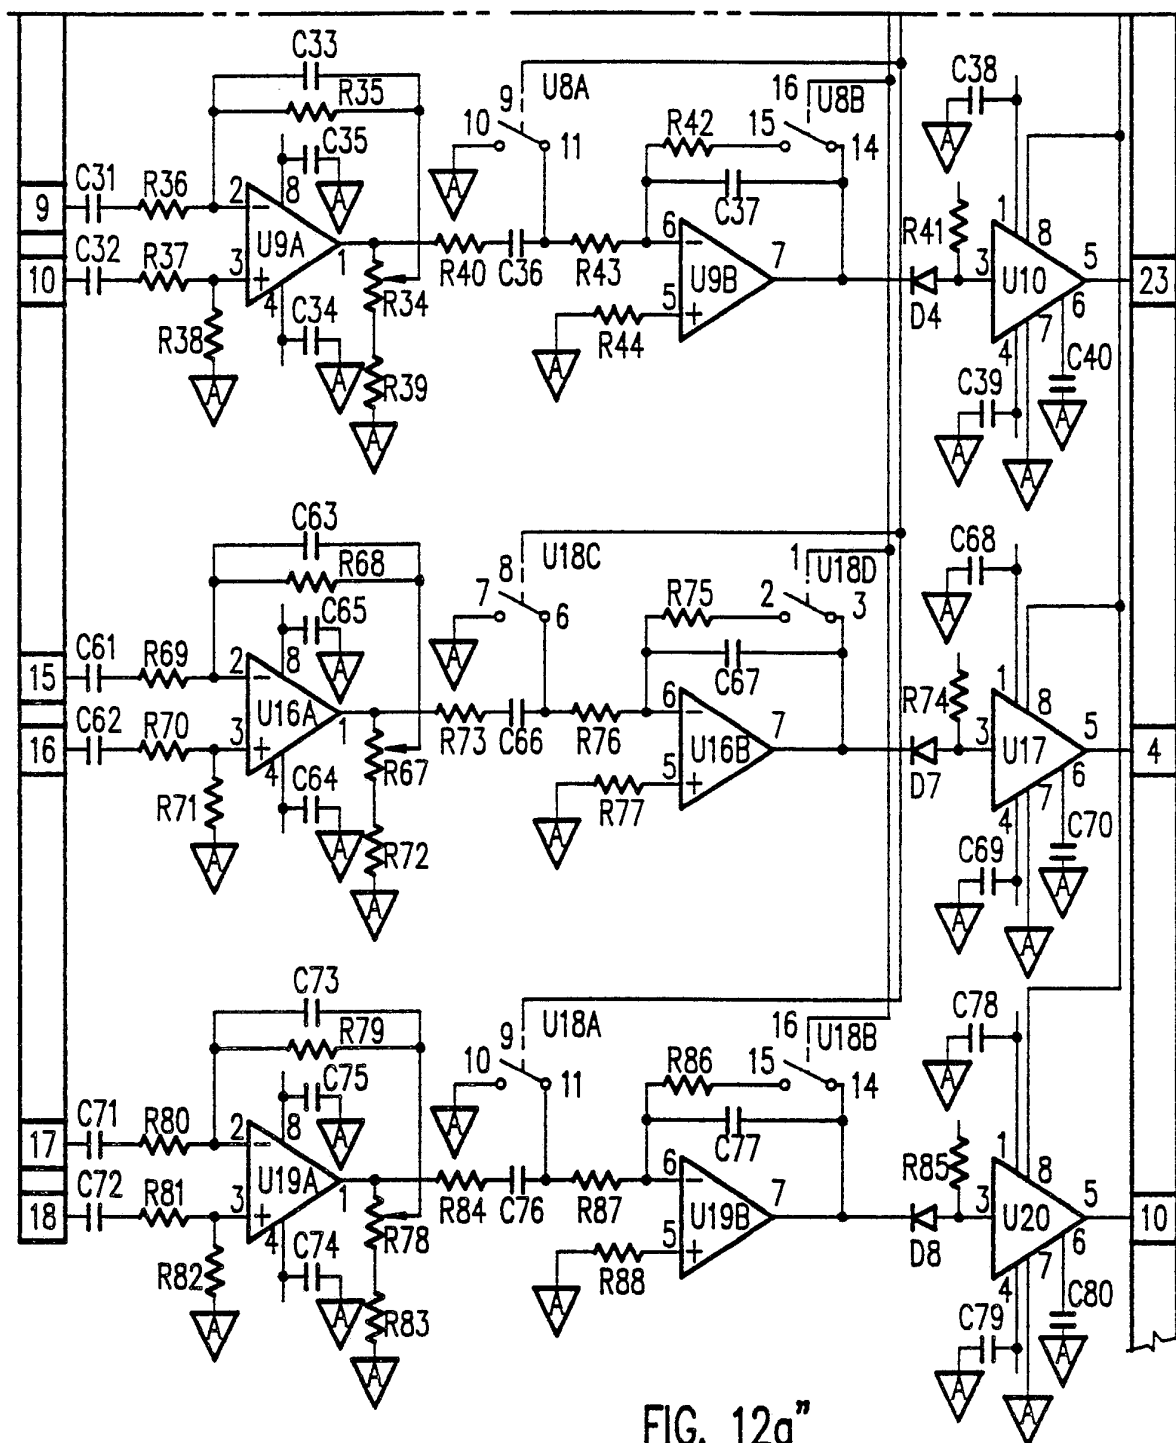 C33
R35
C35
9
U8A
10
11
16
U8B
R42
15
14
C37
C38
9
C31
R36
2
8
U9A
1
R40
C36
R43
6
7
U9B
R41
1
8
5
3
U10
23
10
C32
R37
3
4
R34
5
R44
D4
6
7
4
R38
C34
R39
C39
C40
A
A
A
A
A
A
A
A
A
A
C63
R68
C65
8
U18C
7
6
1
U18D
R75
2
3
C67
C68
15
C61
R69
2
8
U16A
1
R73
C66
R76
6
7
U16B
R74
1
8
5
3
U17
4
16
C62
R70
3
4
R67
5
R77
D7
6
7
4
R71
C64
R72
C69
C70
A
A
A
A
A
A
A
A
A
A
C73
R79
C75
9
U18A
10
11
16
U18B
R86
15
14
C77
C78
17
C71
R80
2
8
U19A
1
R84
C76
R87
6
7
U19B
R85
1
8
5
3
U20
10
18
C72
R81
3
4
R78
5
R88
D8
6
7
4
R82
C74
R83
C79
C80
A
A
A
A
A
A
A
A
A
A
FIG. 12a"